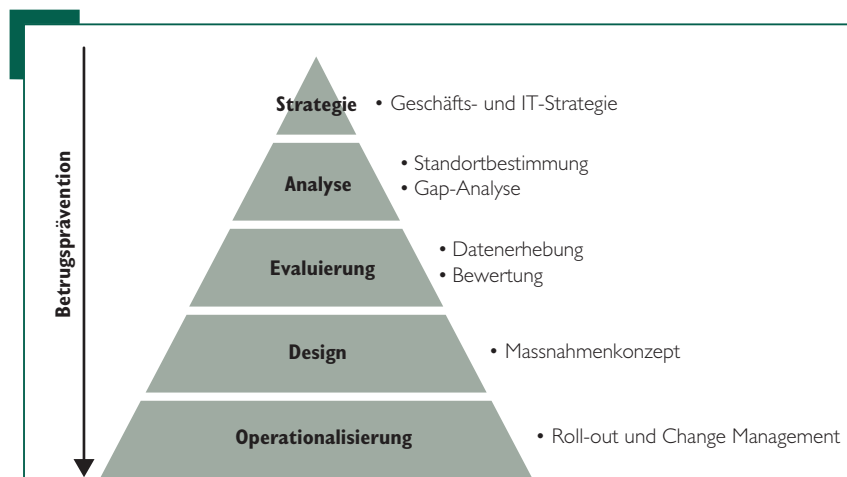 Betrugsprävention
Strategie
• Geschäfts- und IT-Strategie
Analyse
• Standortbestimmung
• Gap-Analyse
Evaluierung
• Datenerhebung
• Bewertung
Design
• Massnahmenkonzept
Operationalisierung
• Roll-out und Change Management